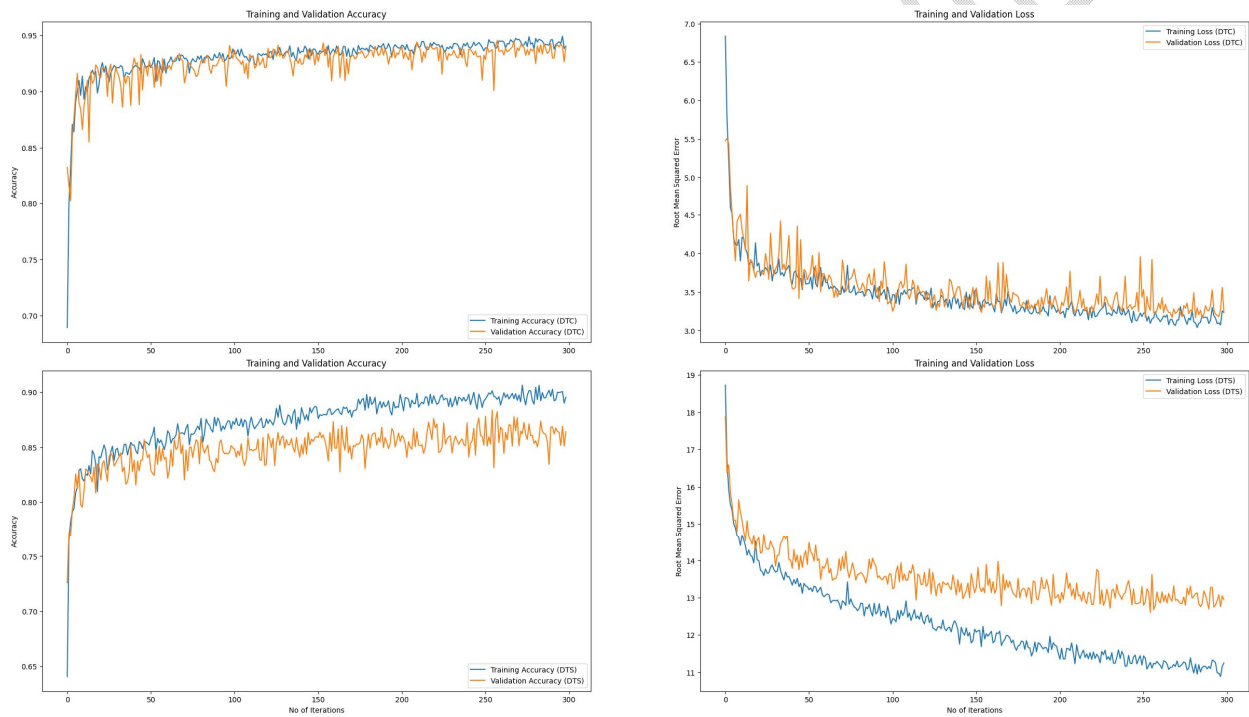 Training and Validation Accuracy
Accuracy
0.95
0.90
0.85
0.80
0.75
0.70
0 50 100 150 200 250 300
Training Accuracy (DTC)
Validation Accuracy (DTC)
Training and Validation Loss
Root Mean Squared Error
7.0
6.5
6.0
5.5
5.0
4.5
4.0
3.5
3.0
0 50 100 150 200 250 300
Training Loss (DTC)
Validation Loss (DTC)
Training and Validation Accuracy
Accuracy
0.90
0.85
0.80
0.75
0.70
0.65
0 50 100 150 200 250 300
No of Iterations
Training Accuracy (DTS)
Validation Accuracy (DTS)
Training and Validation Loss
Root Mean Squared Error
19
18
17
16
15
14
13
12
11
0 50 100 150 200 250 300
No of Iterations
Training Loss (DTS)
Validation Loss (DTS)